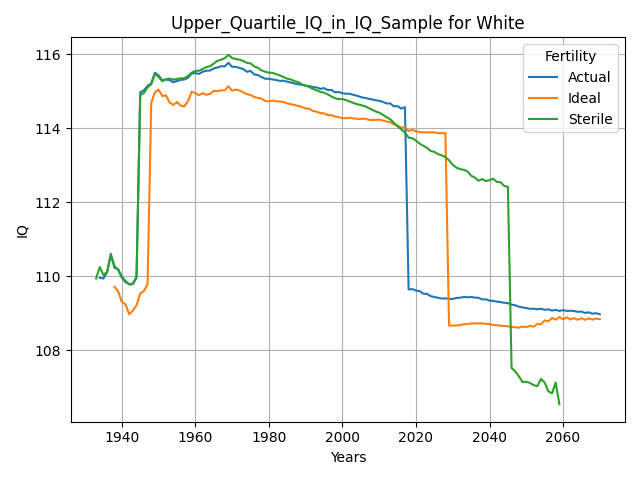 Upper_Quartile_IQ_in_IQ_Sample for White
Fertility
Actual
Ideal
Sterile
116
114
112
110
108
IQ
1940
1960
1980
2000
2020
2040
2060
Years